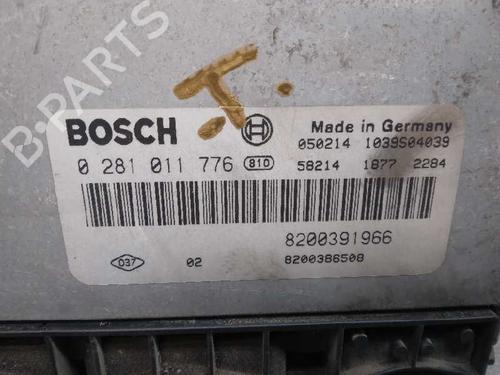 B-PARTS
T.
BOSCH
Made in Germany
050214 1039S04039
0 281 011 776 810 58214 1877 2284
8200391966
037 02 8200386508